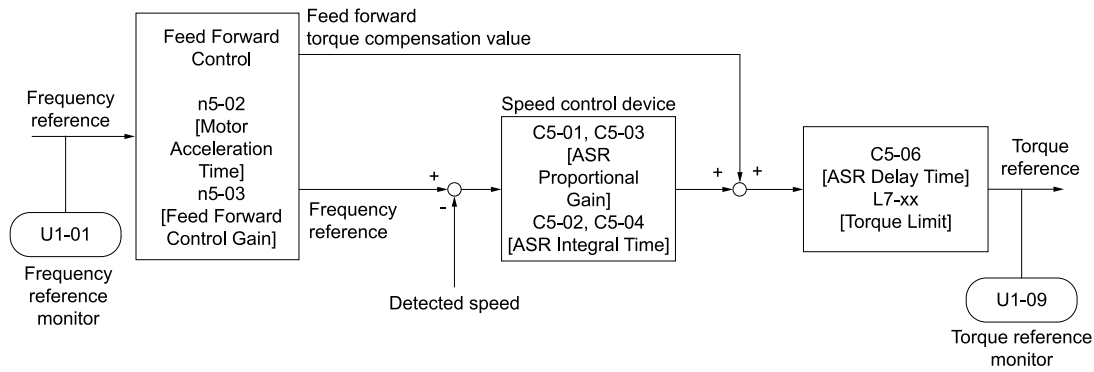 Frequency
reference
U1-01
Frequency
reference
monitor
Feed Forward
Control
n5-02
[Motor
Acceleration
Time]
n5-03
[Feed Forward
Control Gain]
Feed forward
torque compensation value
Frequency
reference
+
-
Detected speed
Speed control device
C5-01, C5-03
[ASR
Proportional
Gain]
C5-02, C5-04
[ASR Integral Time]
+
+
C5-06
[ASR Delay Time]
L7-xx
[Torque Limit]
Torque
reference
U1-09
Torque reference
monitor